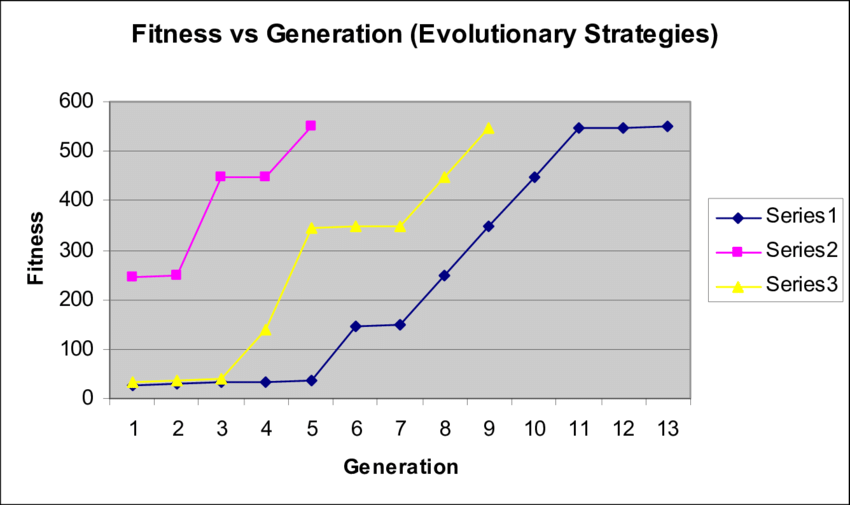 Fitness vs Generation (Evolutionary Strategies)
600
500
400
300
200
100
0
Fitness
1 2 3 4 5 6 7 8 9 10 11 12 13
Generation
Series1
Series2
Series3